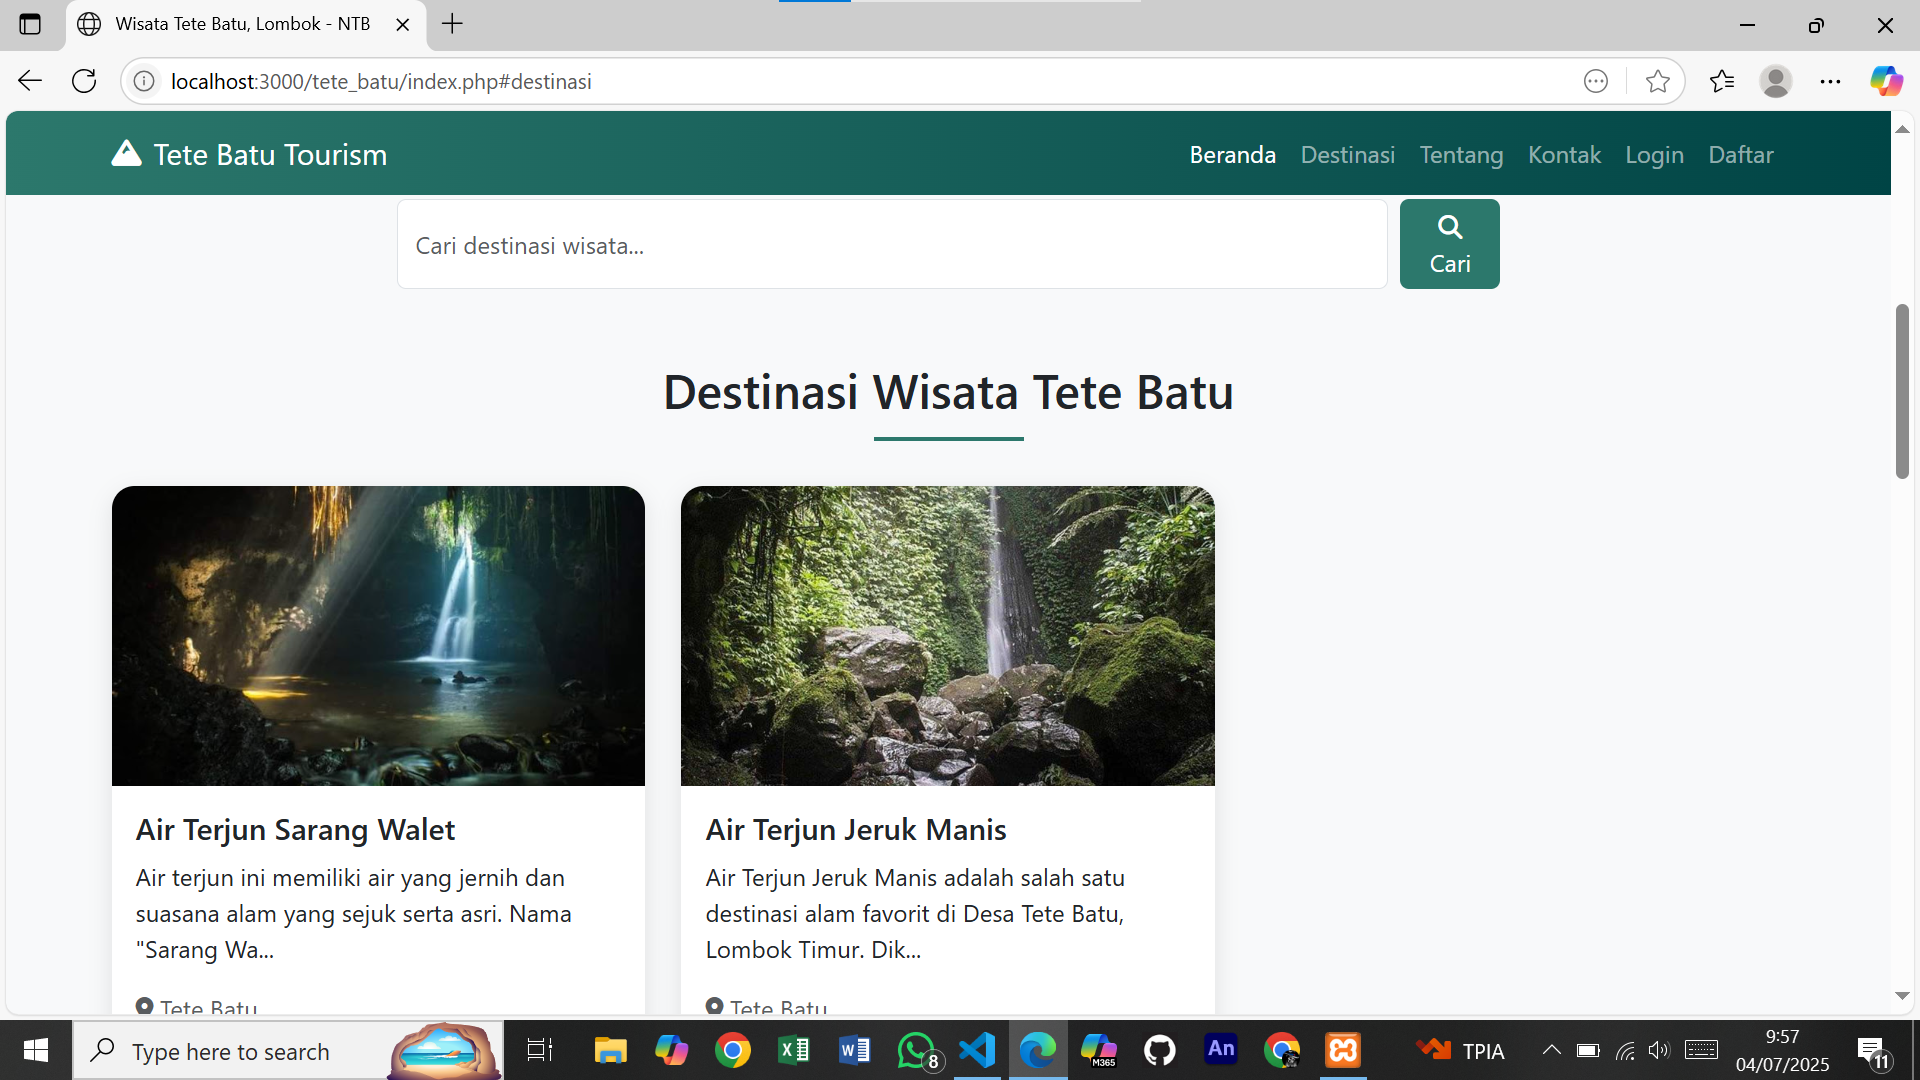 Wisata Tete Batu, Lombok - NTB
localhost:3000/tete_batu/index.php#destinasi
Tete Batu Tourism
Beranda Destinasi Tentang Kontak Login Daftar
Cari destinasi wisata...
Cari
Destinasi Wisata Tete Batu
Air Terjun Sarang Walet
Air terjun ini memiliki air yang jernih dan
suasana alam yang sejuk serta asri. Nama
"Sarang Wa...
Tete Batu
Air Terjun Jeruk Manis
Air Terjun Jeruk Manis adalah salah satu
destinasi alam favorit di Desa Tete Batu,
Lombok Timur. Dik...
Tete Batu
Type here to search
8
M365
An
TPIA
9:57
04/07/2025
11